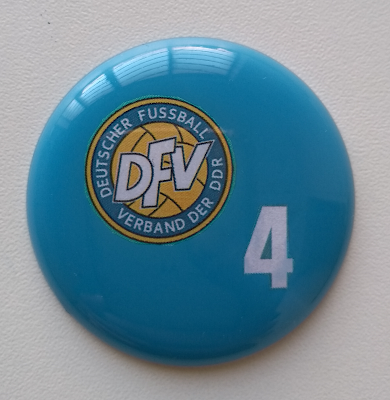 DEUTSCHER FUSSBALL
DFV
VERBAND DER DDR
4